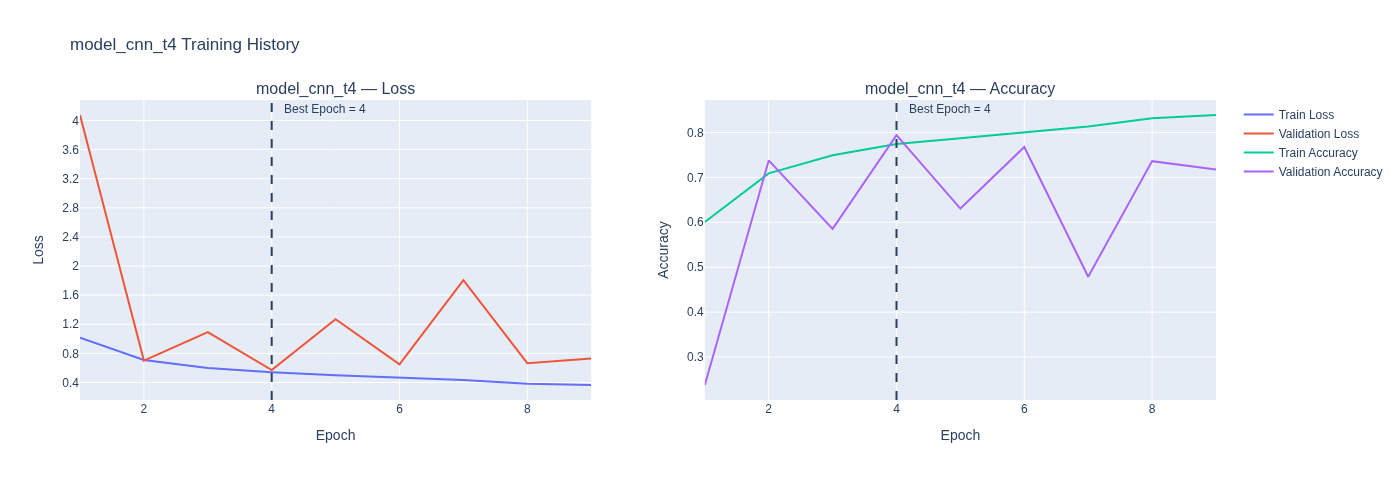 model_cnn_t4 Training History
model_cnn_t4 — Loss
Best Epoch = 4
4
3.6
3.2
2.8
2.4
2
1.6
1.2
0.8
0.4
Loss
2
4
6
8
Epoch
model_cnn_t4 — Accuracy
Best Epoch = 4
0.8
0.7
0.6
0.5
0.4
0.3
Accuracy
2
4
6
8
Epoch
Train Loss
Validation Loss
Train Accuracy
Validation Accuracy